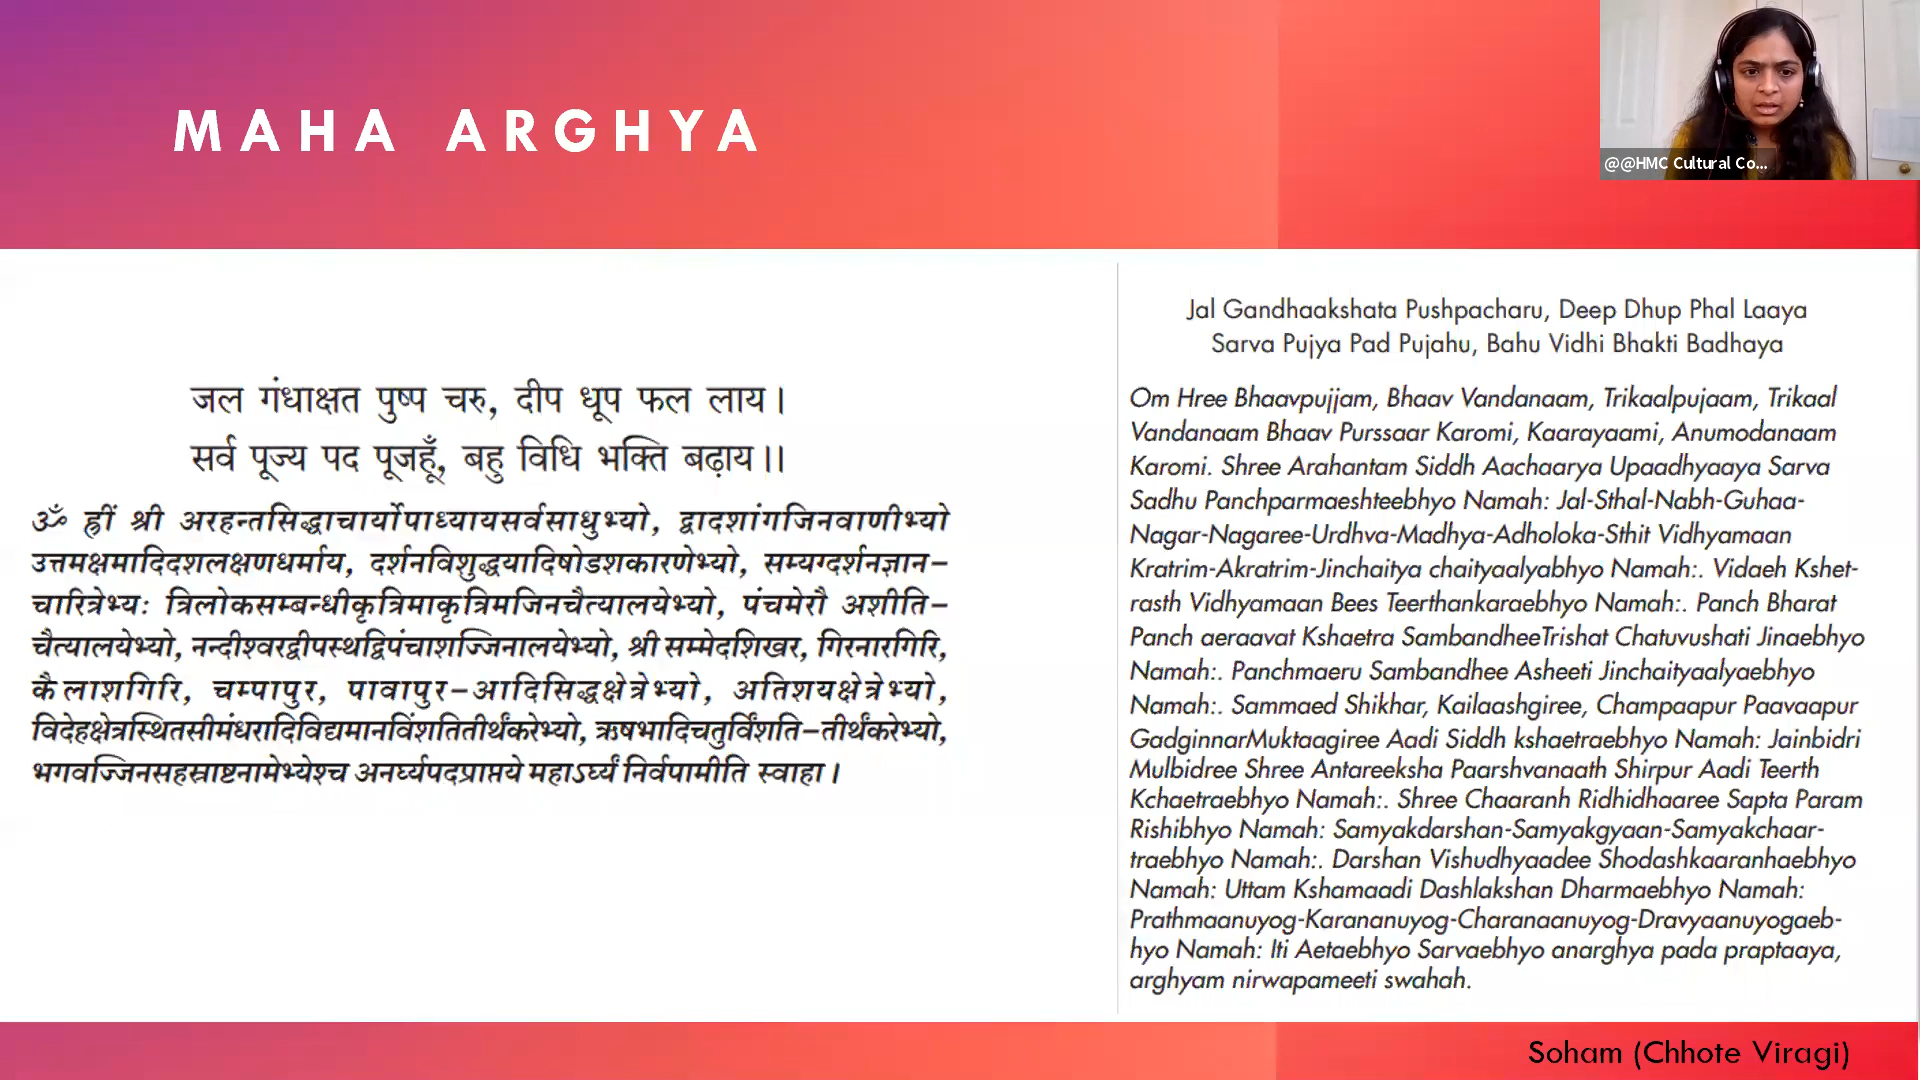 MAHA ARGHYA
@@HMC Cultural Co...
जल गंधाक्षत पुष्प चरु, दीप धूप फल लाय।
सर्व पूज्य पद पूजहूँ, बहु विधि भक्ति बढ़ाय।।
ॐ ह्रीं श्री अरहन्तसिद्धाचार्योपाध्यायसर्वसाधुभ्यो, द्वादशांगजिनवाणीभ्यो
उत्तमक्षमादिदशलक्षणधर्माय, दर्शनविशुद्धयादिषोडशकारणेभ्यो, सम्यग्दर्शनज्ञान-
चारित्रेभ्यः त्रिलोकसम्बन्धीकृत्रिमाकृत्रिमजिनचैत्यालयेभ्यो, पंचमेरौ अशीति-
चैत्यालयेभ्यो, नन्दीश्वरद्वीपस्थद्विपंचाशज्जिनालयेभ्यो, श्री सम्मेदशिखर, गिरनारगिरि,
कैलाशगिरि, चम्पापुर, पावापुर-आदिसिद्धक्षेत्रेभ्यो, अतिशयक्षेत्रेभ्यो,
विदेहक्षेत्रस्थितसीमंधरादिविद्यमानविंशतितीर्थंकरेभ्यो, ऋषभादिचतुर्विंशति-तीर्थंकरेभ्यो,
भगवज्जिनसहस्राष्टनामेभ्येश्च अनर्घ्यपदप्राप्तये महाऽर्घ्यं निर्वपामीति स्वाहा।
Jal Gandhaakshata Pushpacharu, Deep Dhup Phal Laaya
Sarva Pujya Pad Pujahu, Bahu Vidhi Bhakti Badhaya
Om Hree Bhaavpujjam, Bhaav Vandanaam, Trikaalpujaam, Trikaal
Vandanaam Bhaav Purssaar Karomi, Kaarayaami, Anumodanaam
Karomi. Shree Arahantam Siddh Aachaarya Upaadhyaaya Sarva
Sadhu Panchparmaeshteebhyo Namah: Jal-Sthal-Nabh-Guhaa-
Nagar-Nagaree-Urdhva-Madhya-Adholoka-Sthit Vidhyamaan
Kratrim-Akratrim-Jinchaitya chaityaalyabhyo Namah:. Vidaeh Kshet-
rasth Vidhyamaan Bees Teerthankaraebhyo Namah:. Panch Bharat
Panch aeraavat Kshaetra SambandheeTrishat Chatuvushati Jinaebhyo
Namah:. Panchmaeru Sambandhee Asheeti Jinchaityaalyaebhyo
Namah:. Sammaed Shikhar, Kailaashgiree, Champaapur Paavaapur
GadginnarMuktaagiree Aadi Siddh kshaetraebhyo Namah: Jainbidri
Mulbidree Shree Antareeksha Paarshvanaath Shirpur Aadi Teerth
Kchaetraebhyo Namah:. Shree Chaaranh Ridhidhaaree Sapta Param
Rishibhyo Namah: Samyakdarshan-Samyakgyaan-Samyakchaar-
traebhyo Namah:. Darshan Vishudhyaadee Shodashkaaranhaebhyo
Namah: Uttam Kshamaadi Dashlakshan Dharmaebhyo Namah:
Prathmaanuyog-Karananuyog-Charanaanuyog-Dravyaanuyogaeb-
hyo Namah: Iti Aetaebhyo Sarvaebhyo anarghya pada praptaaya,
arghyam nirwapameeti swahah.
Soham (Chhote Viragi)